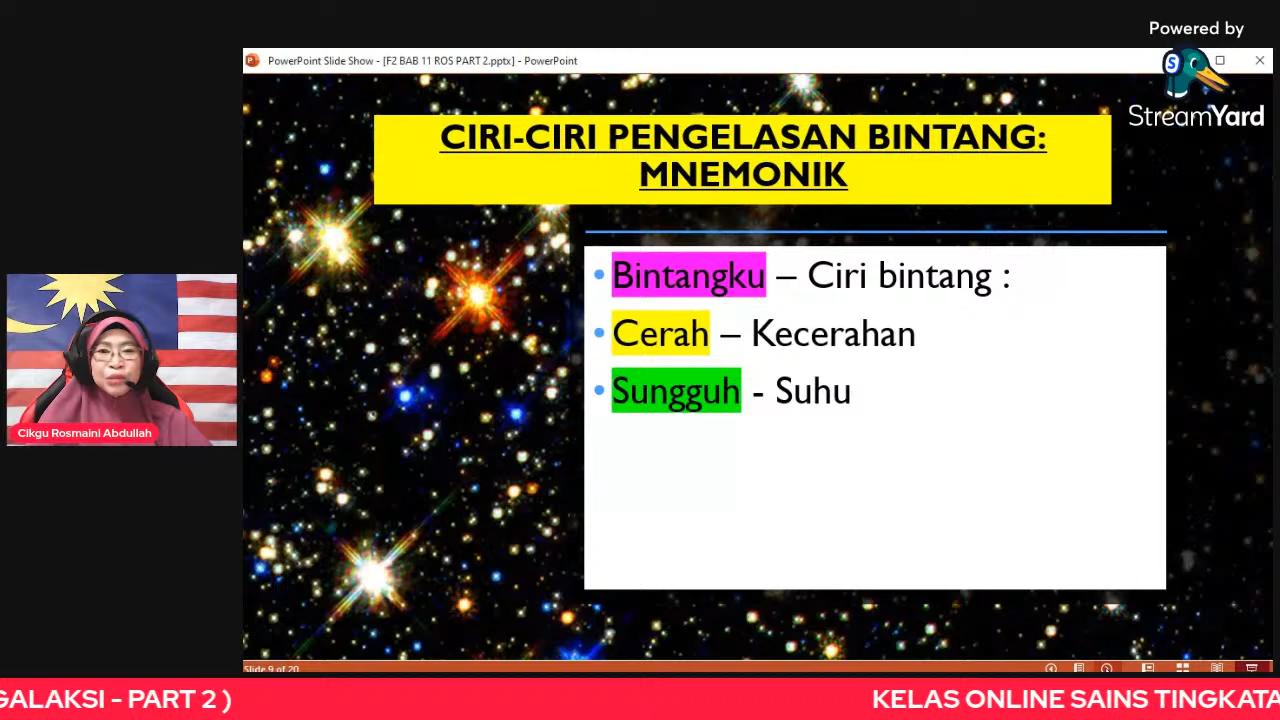 Powered by
StreamYard
PowerPoint Slide Show - [F2 BAB 11 ROS PART 2.pptx] - PowerPoint
CIRI-CIRI PENGELASAN BINTANG:
MNEMONIK
• Bintangku – Ciri bintang :
• Cerah – Kecerahan
• Sungguh - Suhu
Cikgu Rosmaini Abdullah
Slide 9 of 20
GALAKSI - PART 2 )
KELAS ONLINE SAINS TINGKATA